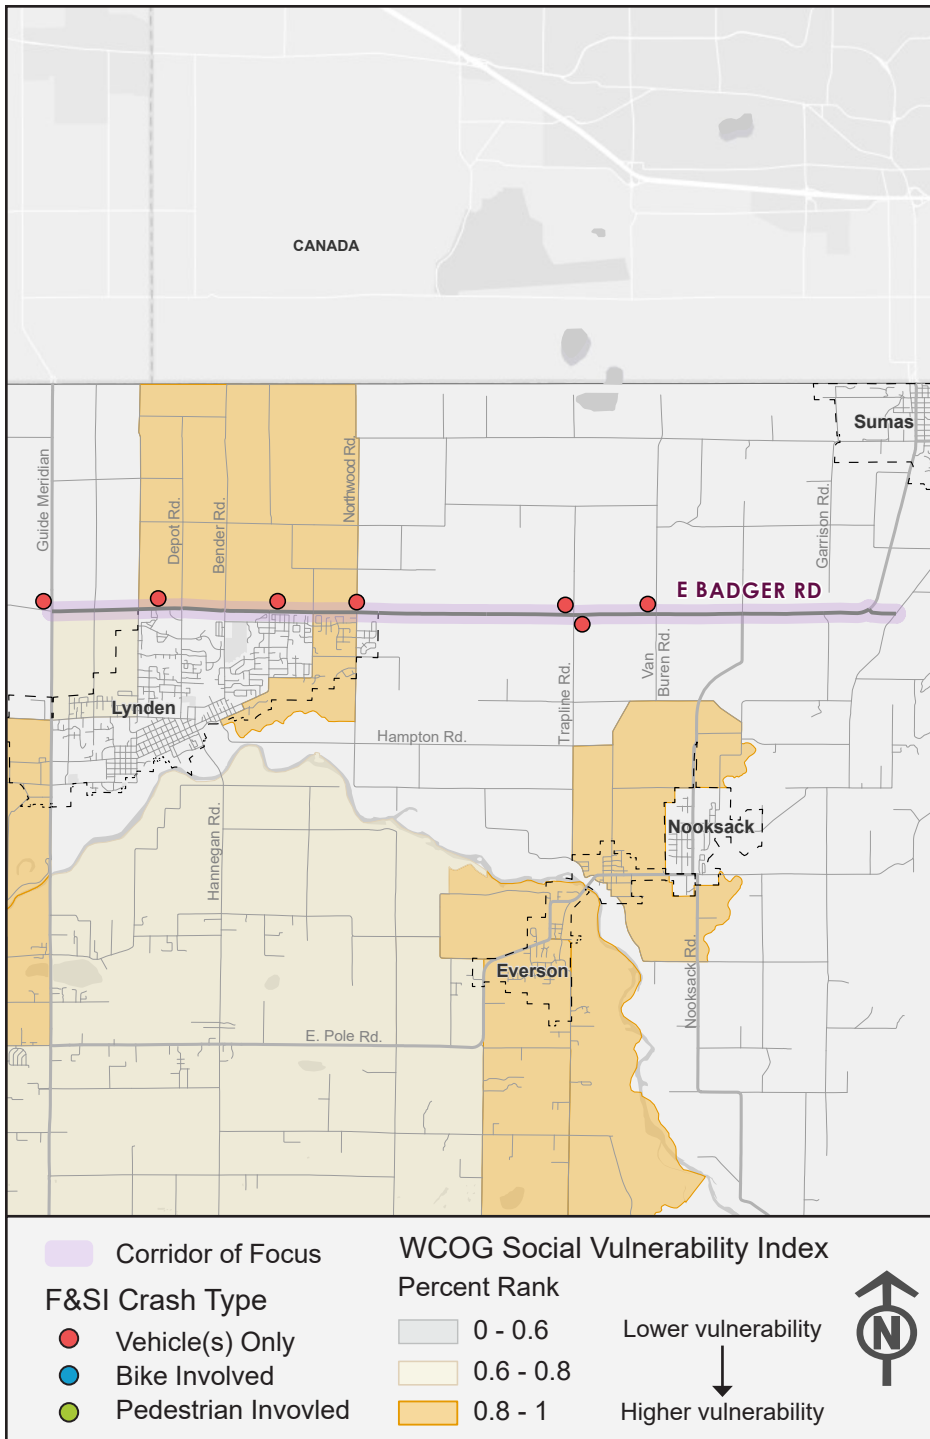 CANADA
Sumas
Guide Meridian
Depot Rd.
Bender Rd.
Northwood Rd.
Garrison Rd.
E BADGER RD
Van
Buren Rd.
Trapline Rd.
Lynden
Hampton Rd.
Hannegan Rd.
Nooksack
Everson
Nooksack Rd.
E. Pole Rd.
Corridor of Focus
F&SI Crash Type
Vehicle(s) Only
Bike Involved
Pedestrian Invovled
WCOG Social Vulnerability Index
Percent Rank
0 - 0.6
0.6 - 0.8
0.8 - 1
Lower vulnerability
Higher vulnerability
N